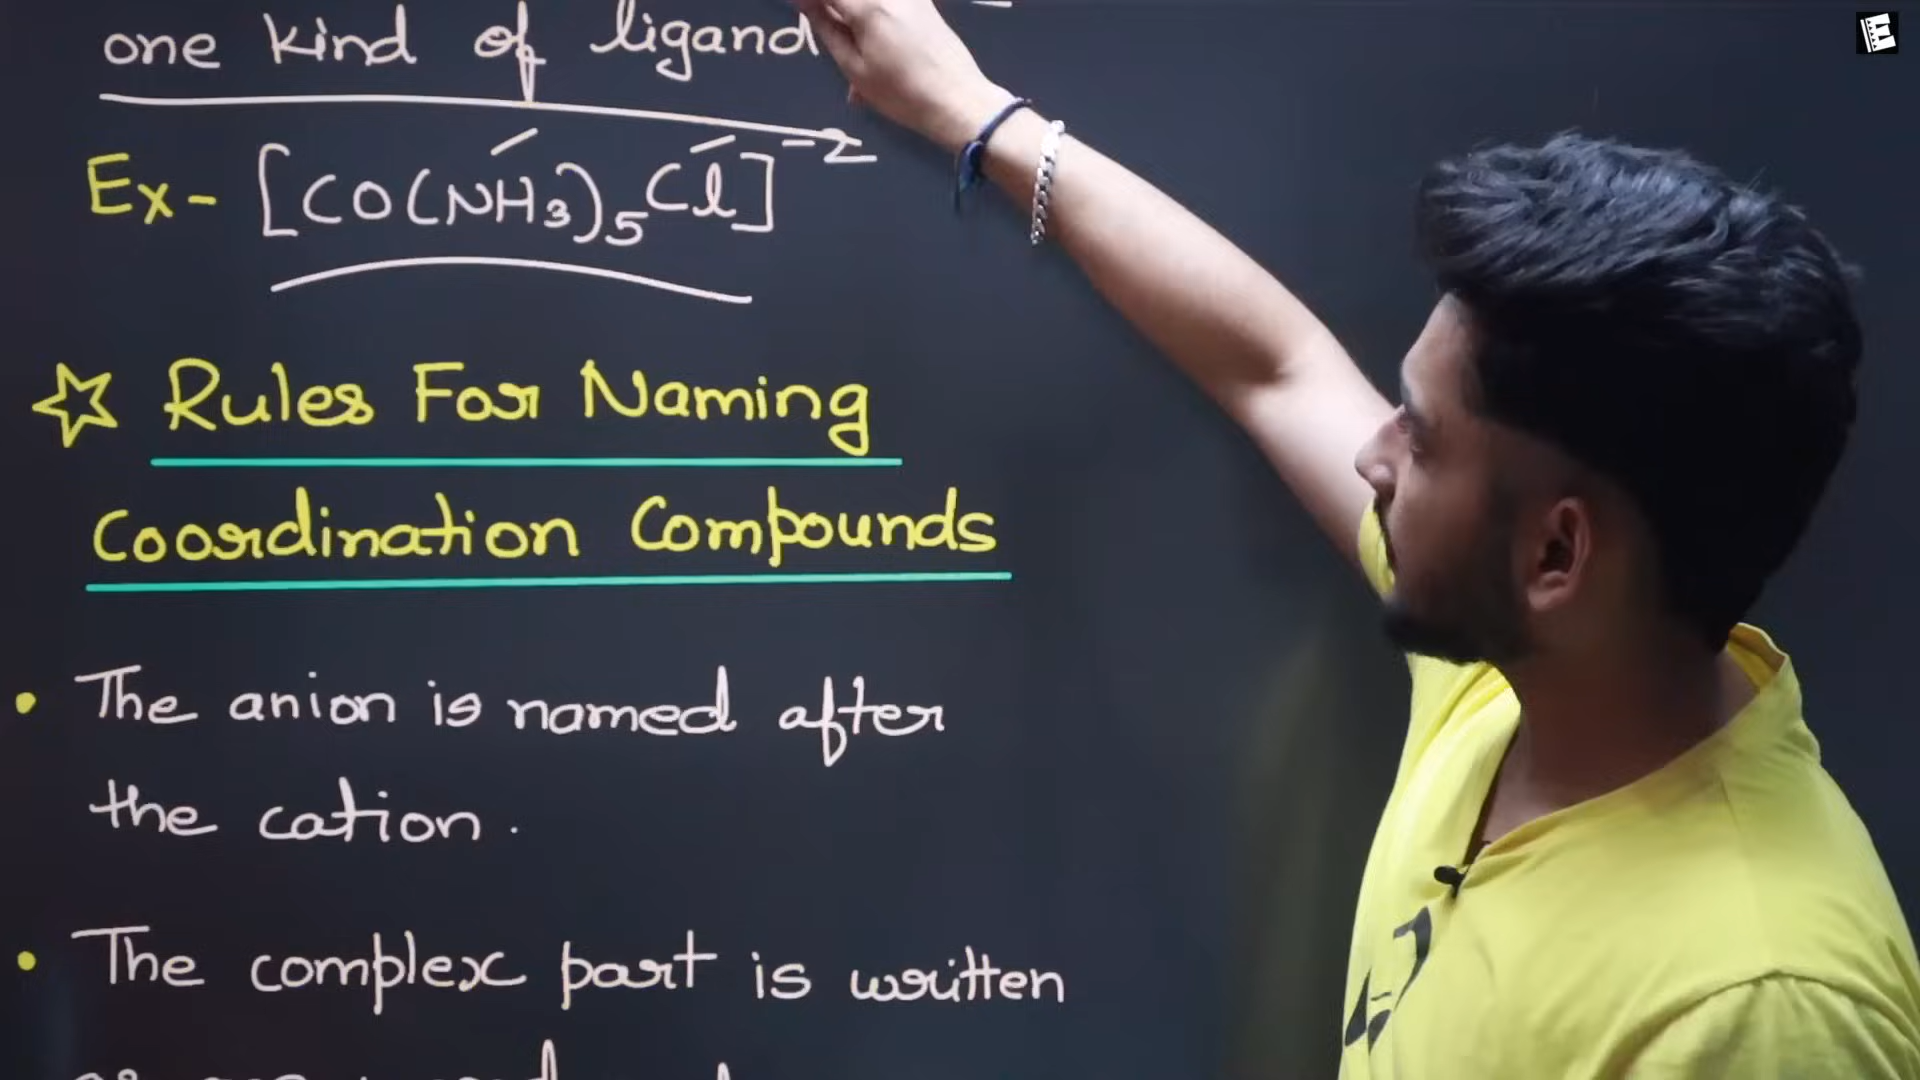 one kind of ligand
Ex- [CO(NH3)5Cl]-2
Rules For Naming
Coordination Compounds
• The anion is named after
the cation.
• The complex part is written